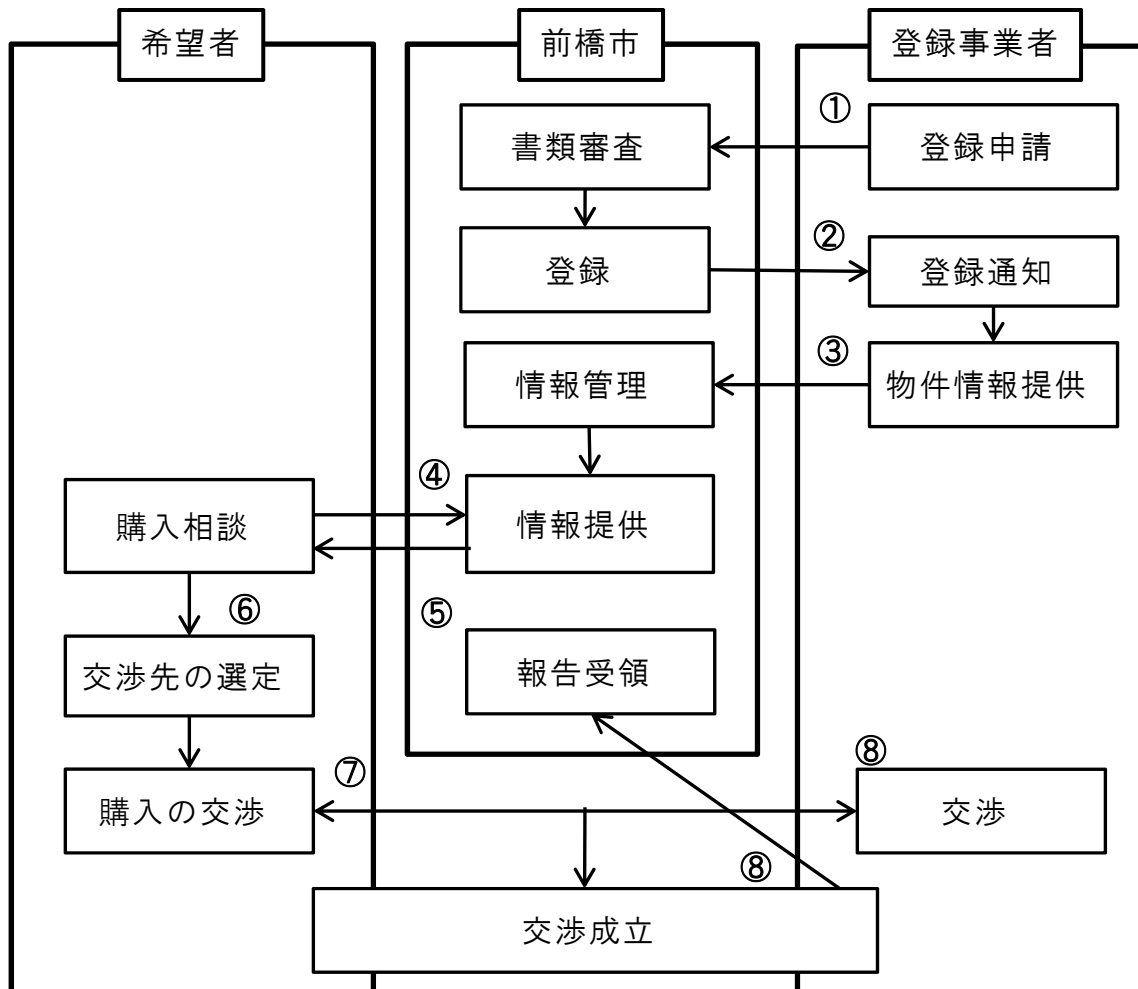 希望者
前橋市
登録事業者
①
書類審査
登録申請
②
登録
登録通知
③
情報管理
物件情報提供
④
購入相談
情報提供
⑥
⑤
交渉先の選定
報告受領
⑦
⑧
購入の交渉
交渉
⑧
交渉成立